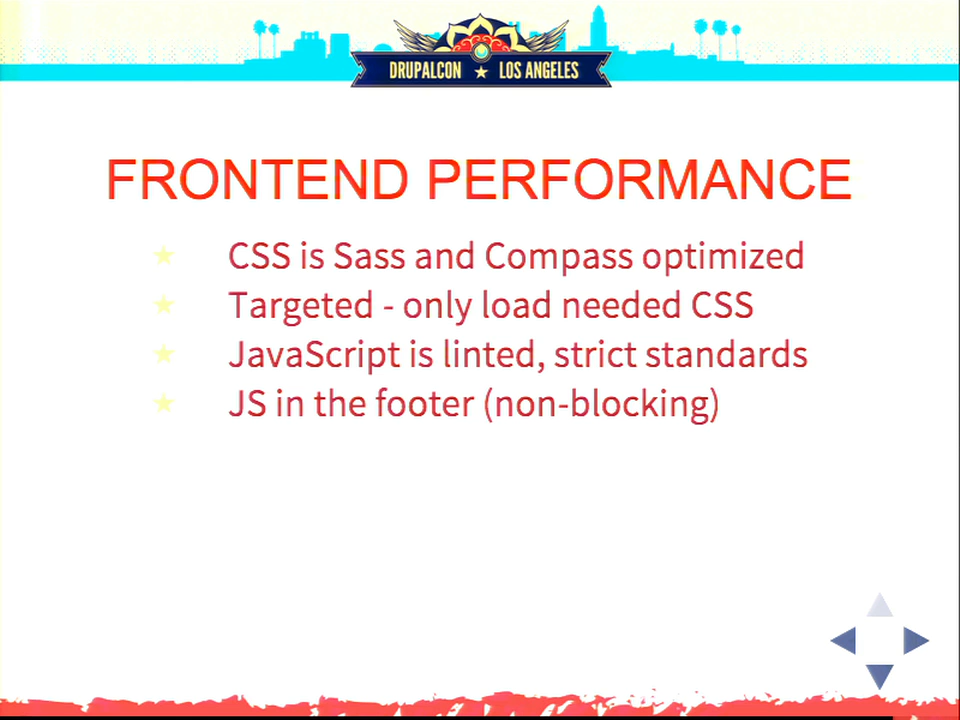 DRUPALCON ★ LOS ANGELES
FRONTEND PERFORMANCE
★ CSS is Sass and Compass optimized
★ Targeted - only load needed CSS
★ JavaScript is linted, strict standards
★ JS in the footer (non-blocking)